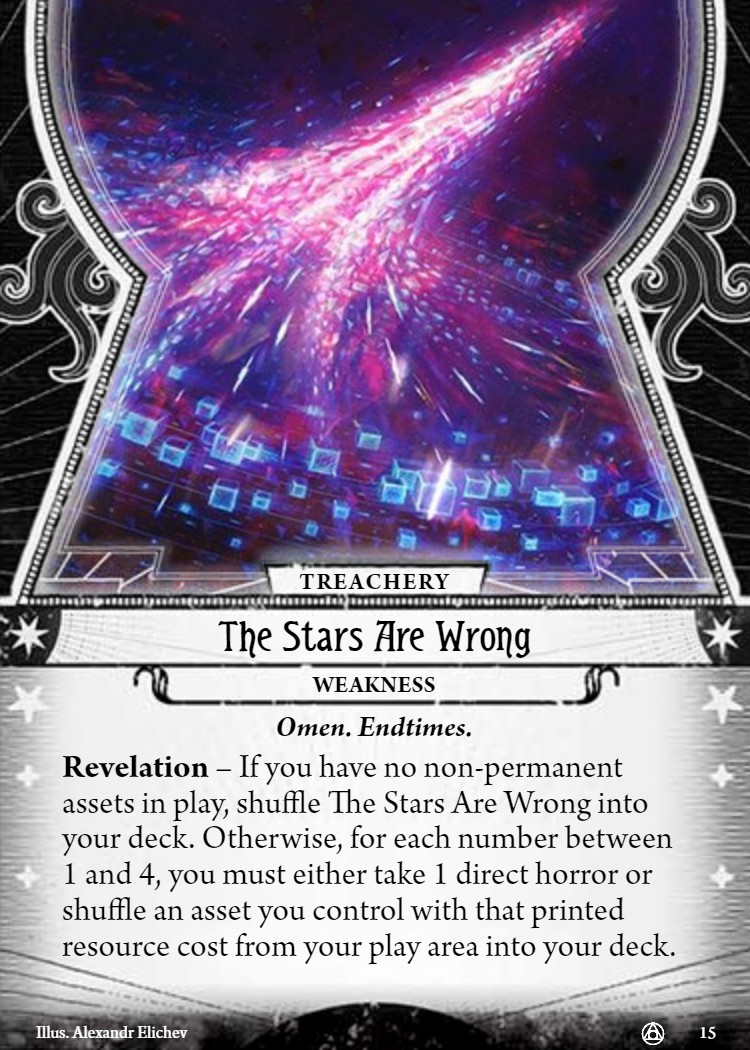 TREACHERY
The Stars Are Wrong
WEAKNESS
Omen. Endtimes.
Revelation – If you have no non-permanent
assets in play, shuffle The Stars Are Wrong into
your deck. Otherwise, for each number between
1 and 4, you must either take 1 direct horror or
shuffle an asset you control with that printed
resource cost from your play area into your deck.
Illus. Alexandr Elichev
15